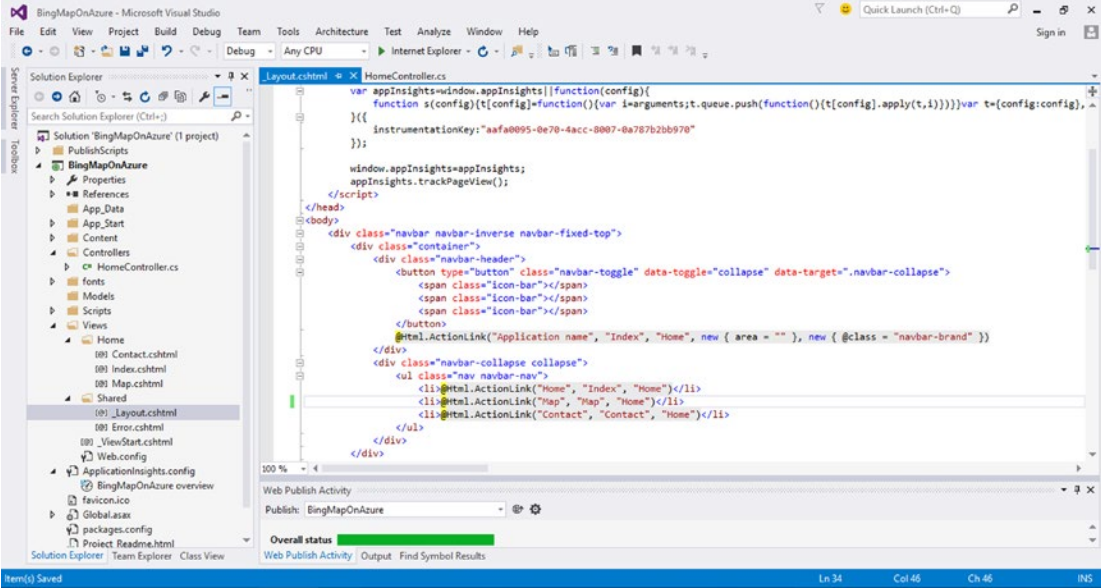 BingMapOnAzure - Microsoft Visual Studio
Quick Launch (Ctrl+Q)
File Edit View Project Build Debug Team Tools Architecture Test Analyze Window Help
Sign in
Debug Any CPU Internet Explorer
Server Explorer
Toolbox
Solution Explorer
Search Solution Explorer (Ctrl+;)
Solution 'BingMapOnAzure' (1 project)
PublishScripts
BingMapOnAzure
Properties
References
App_Data
App_Start
Content
Controllers
C# HomeController.cs
fonts
Models
Scripts
Views
Home
[@] Contact.cshtml
[@] Index.cshtml
[@] Map.cshtml
Shared
[@] _Layout.cshtml
[@] Error.cshtml
[@] _ViewStart.cshtml
Web.config
ApplicationInsights.config
BingMapOnAzure overview
favicon.ico
Global.asax
packages.config
Project_Readme.html
Solution Explorer Team Explorer Class View
_Layout.cshtml HomeController.cs
var appInsights=window.appInsights||function(config){
function s(config){t[config]=function(){var i=arguments;t.queue.push(function(){t[config].apply(t,i)})}}var t={config:config},
}({
instrumentationKey:"aafa0095-0e70-4acc-8007-0a787b2bb970"
});
window.appInsights=appInsights;
appInsights.trackPageView();
</script>
</head>
<body>
<div class="navbar navbar-inverse navbar-fixed-top">
<div class="container">
<div class="navbar-header">
<button type="button" class="navbar-toggle" data-toggle="collapse" data-target=".navbar-collapse">
<span class="icon-bar"></span>
<span class="icon-bar"></span>
<span class="icon-bar"></span>
</button>
@Html.ActionLink("Application name", "Index", "Home", new { area = "" }, new { @class = "navbar-brand" })
</div>
<div class="navbar-collapse collapse">
<ul class="nav navbar-nav">
<li>@Html.ActionLink("Home", "Index", "Home")</li>
<li>@Html.ActionLink("Map", "Map", "Home")</li>
<li>@Html.ActionLink("Contact", "Contact", "Home")</li>
</ul>
</div>
</div>
100 %
Web Publish Activity
Publish: BingMapOnAzure
Overall status
Web Publish Activity Output Find Symbol Results
Item(s) Saved Ln 34 Col 46 Ch 46 INS